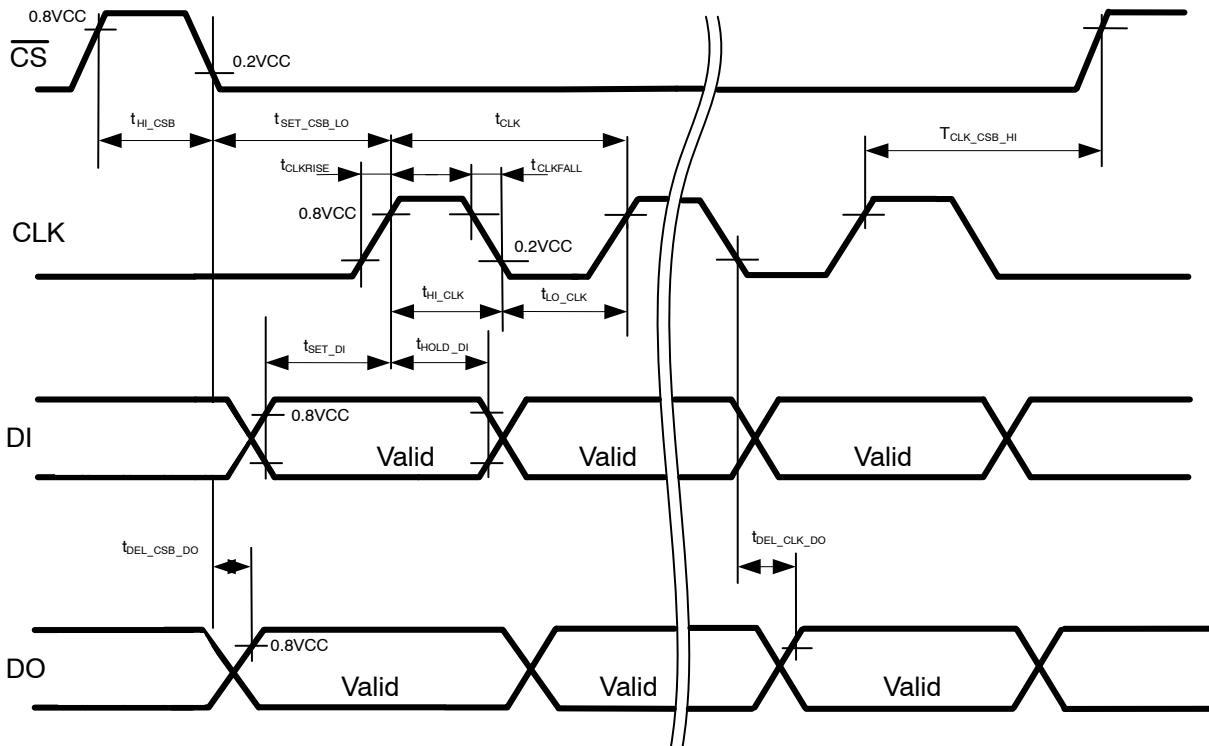 0.8VCC
CS
0.2VCC
tHI_CSB
tSET_CSB_LO
tCLK
TCLK_CSB_HI
tCLKRISE
tCLKFALL
0.8VCC
CLK
0.2VCC
tHI_CLK
tLO_CLK
tSET_DI
tHOLD_DI
0.8VCC
DI
Valid
Valid
Valid
tDEL_CSB_DO
tDEL_CLK_DO
0.8VCC
DO
Valid
Valid
Valid